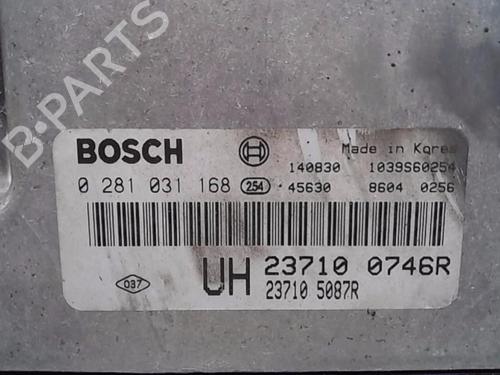 B-PARTS
BOSCH
Made in Korea
140830 1039S60254
0 281 031 168 254 45630 8604 0256
037
UH 23710 0746R
23710 5087R